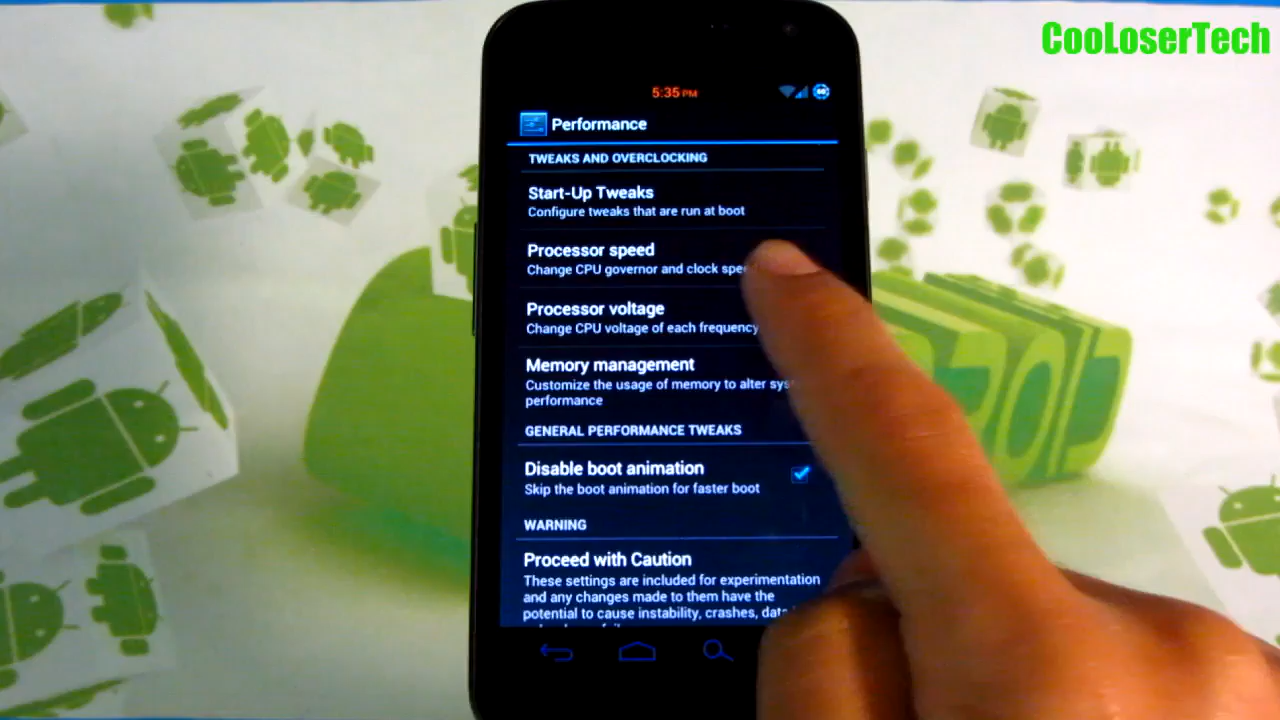 CooLoserTech
5:35 PM
Performance
TWEAKS AND OVERCLOCKING
Start-Up Tweaks
Configure tweaks that are run at boot
Processor speed
Change CPU governor and clock
Processor voltage
Change CPU voltage of each frequency
Memory management
Customize the usage of memory to alter
performance
GENERAL PERFORMANCE TWEAKS
Disable boot animation
Skip the boot animation for faster boot
WARNING
Proceed with Caution
These settings are included for experimentation
and any changes made to them have the
potential to cause instability, crashes,